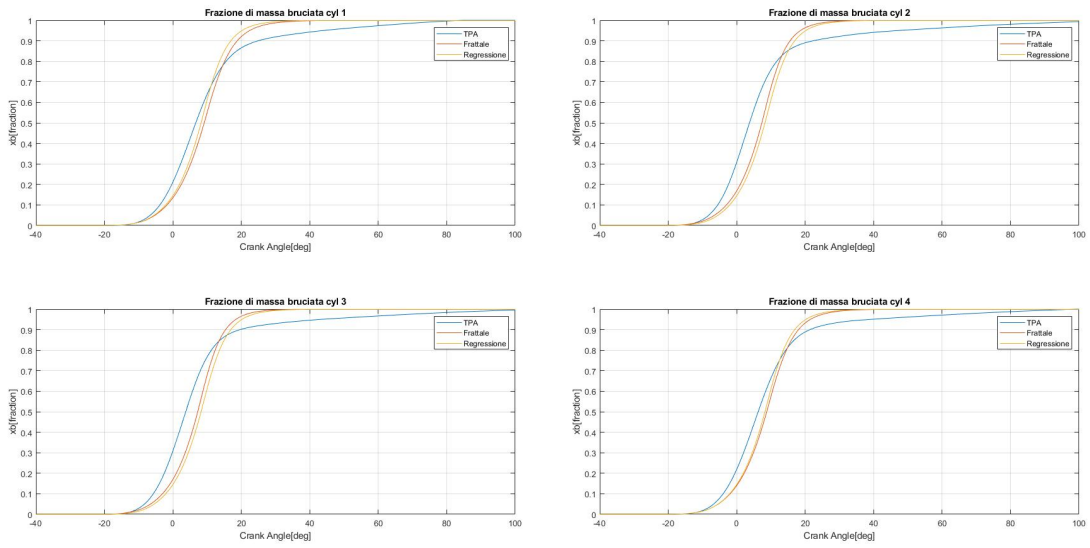 Frazione di massa bruciata cyl 1
1
0.9
0.8
0.7
0.6
0.5
0.4
0.3
0.2
0.1
0
xb[fraction]
TPA
Frattale
Regressione
-40 -20 0 20 40 60 80 100
Crank Angle[deg]
Frazione di massa bruciata cyl 2
1
0.9
0.8
0.7
0.6
0.5
0.4
0.3
0.2
0.1
0
xb[fraction]
TPA
Frattale
Regressione
-40 -20 0 20 40 60 80 100
Crank Angle[deg]
Frazione di massa bruciata cyl 3
1
0.9
0.8
0.7
0.6
0.5
0.4
0.3
0.2
0.1
0
xb[fraction]
TPA
Frattale
Regressione
-40 -20 0 20 40 60 80 100
Crank Angle[deg]
Frazione di massa bruciata cyl 4
1
0.9
0.8
0.7
0.6
0.5
0.4
0.3
0.2
0.1
0
xb[fraction]
TPA
Frattale
Regressione
-40 -20 0 20 40 60 80 100
Crank Angle[deg]